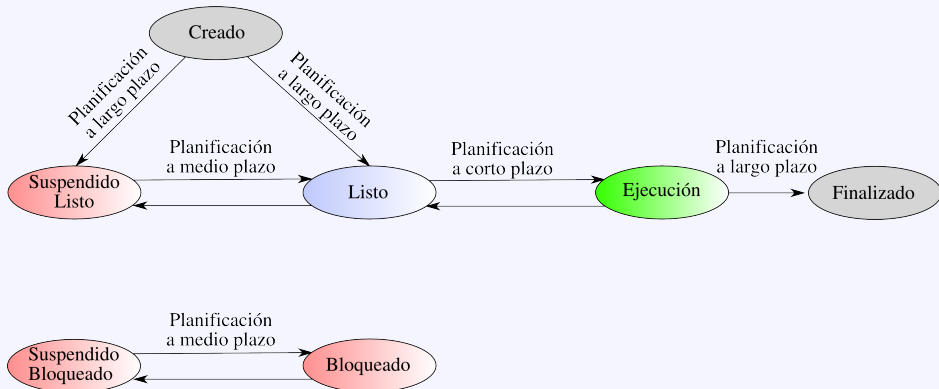 Creado
Planificación
a largo plazo
Planificación
a largo plazo
Planificación
a medio plazo
Planificación
a corto plazo
Planificación
a largo plazo
Suspendido
Listo
Listo
Ejecución
Finalizado
Planificación
a medio plazo
Suspendido
Bloqueado
Bloqueado